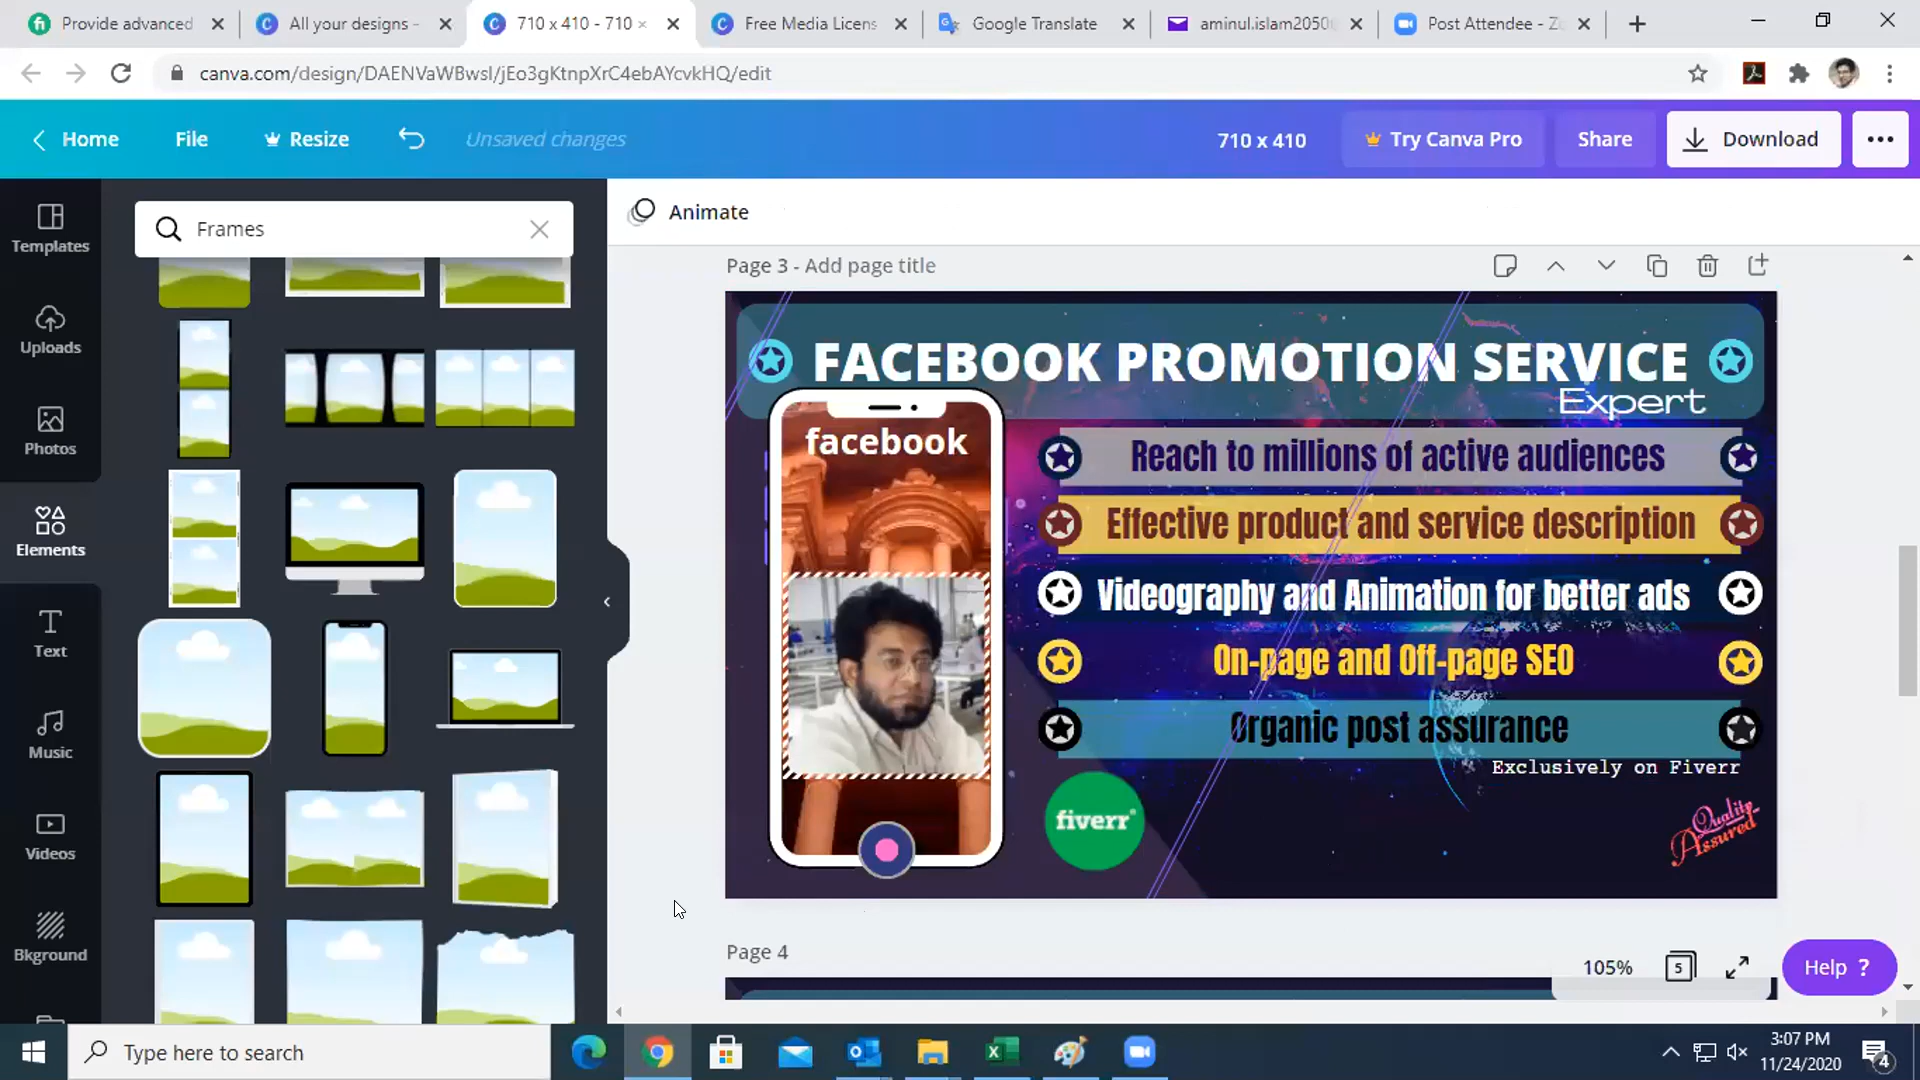 Provide advanced
All your designs -
710 x 410 - 710
Free Media Licens
Google Translate
aminul.islam2050
Post Attendee - Zo
canva.com/design/DAENVaWBwsI/jEo3gKtnpXrC4ebAYcvkHQ/edit
Home
File
Resize
Unsaved changes
710 x 410
Try Canva Pro
Share
Download
Templates
Uploads
Photos
Elements
Text
Music
Videos
Bkground
Frames
Animate
Page 3 - Add page title
FACEBOOK PROMOTION SERVICE
Expert
facebook
Reach to millions of active audiences
Effective product and service description
Videography and Animation for better ads
On-page and Off-page SEO
Organic post assurance
Exclusively on Fiverr
fiverr
Quality
Assured
Page 4
105%
5
Help ?
Type here to search
3:07 PM
11/24/2020
4